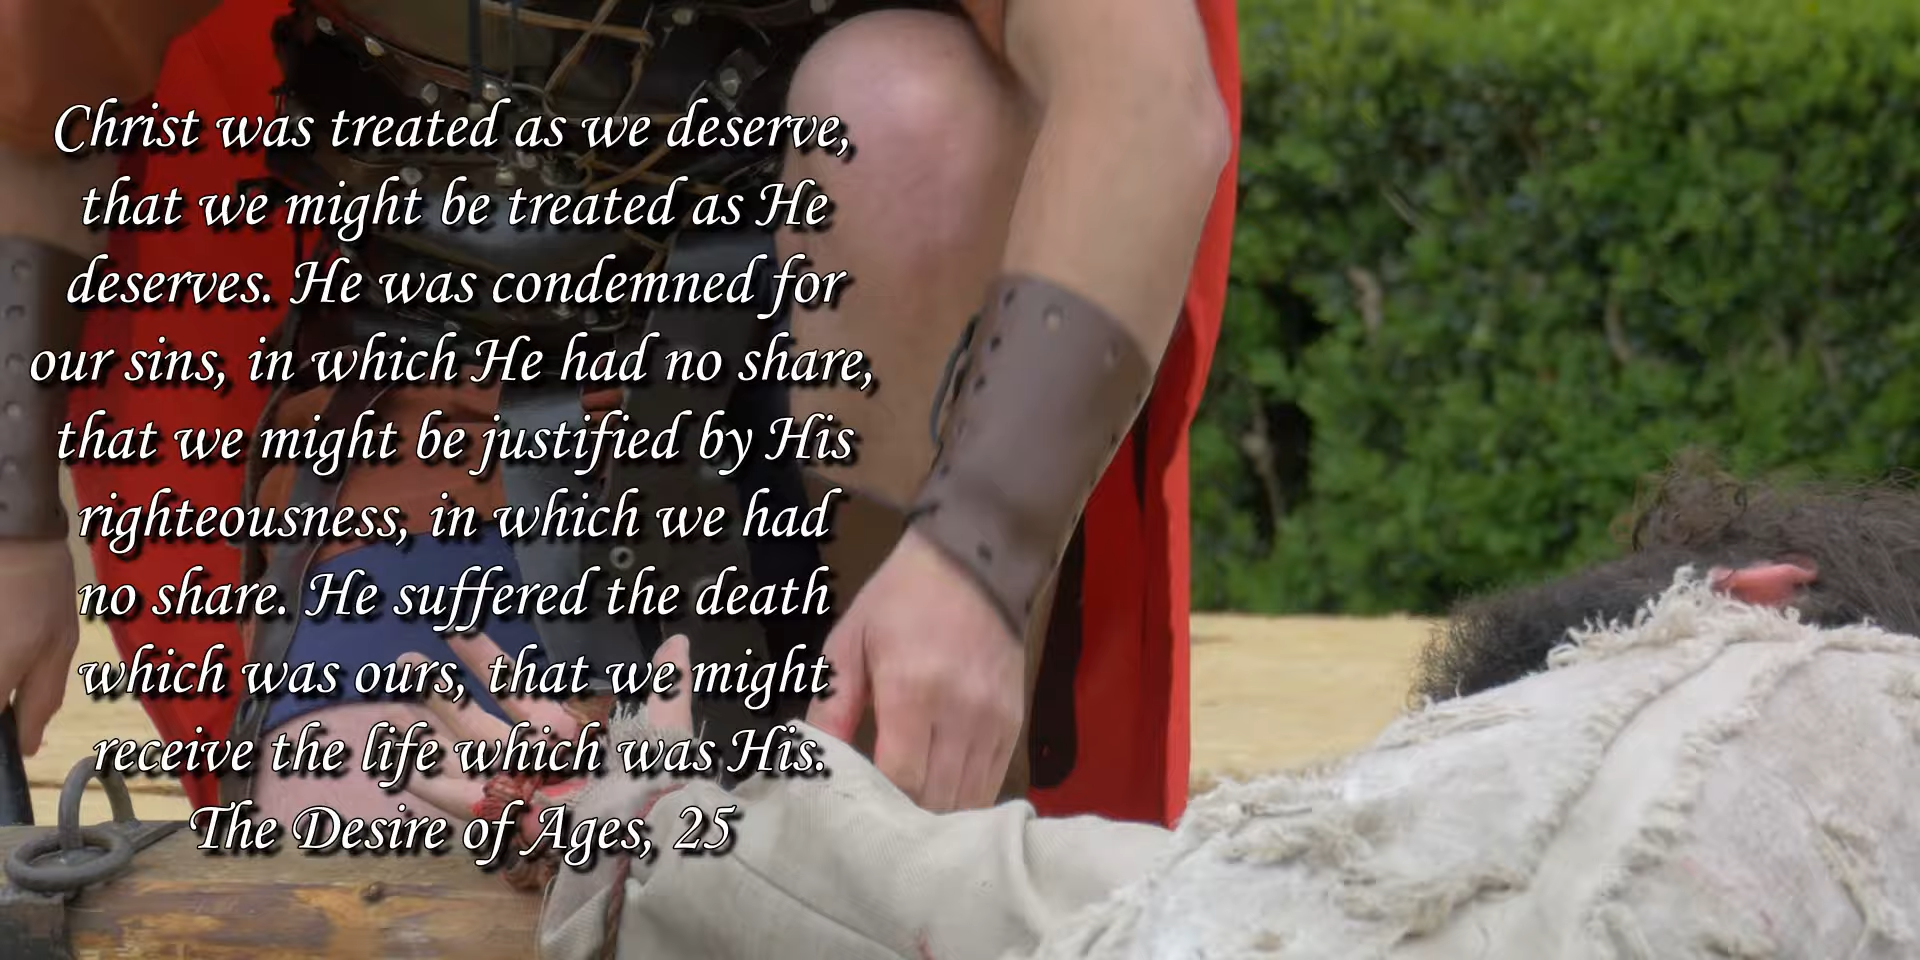 Christ was treated as we deserve,
that we might be treated as He
deserves. He was condemned for
our sins, in which He had no share,
that we might be justified by His
righteousness, in which we had
no share. He suffered the death
which was ours, that we might
receive the life which was His.
The Desire of Ages, 25